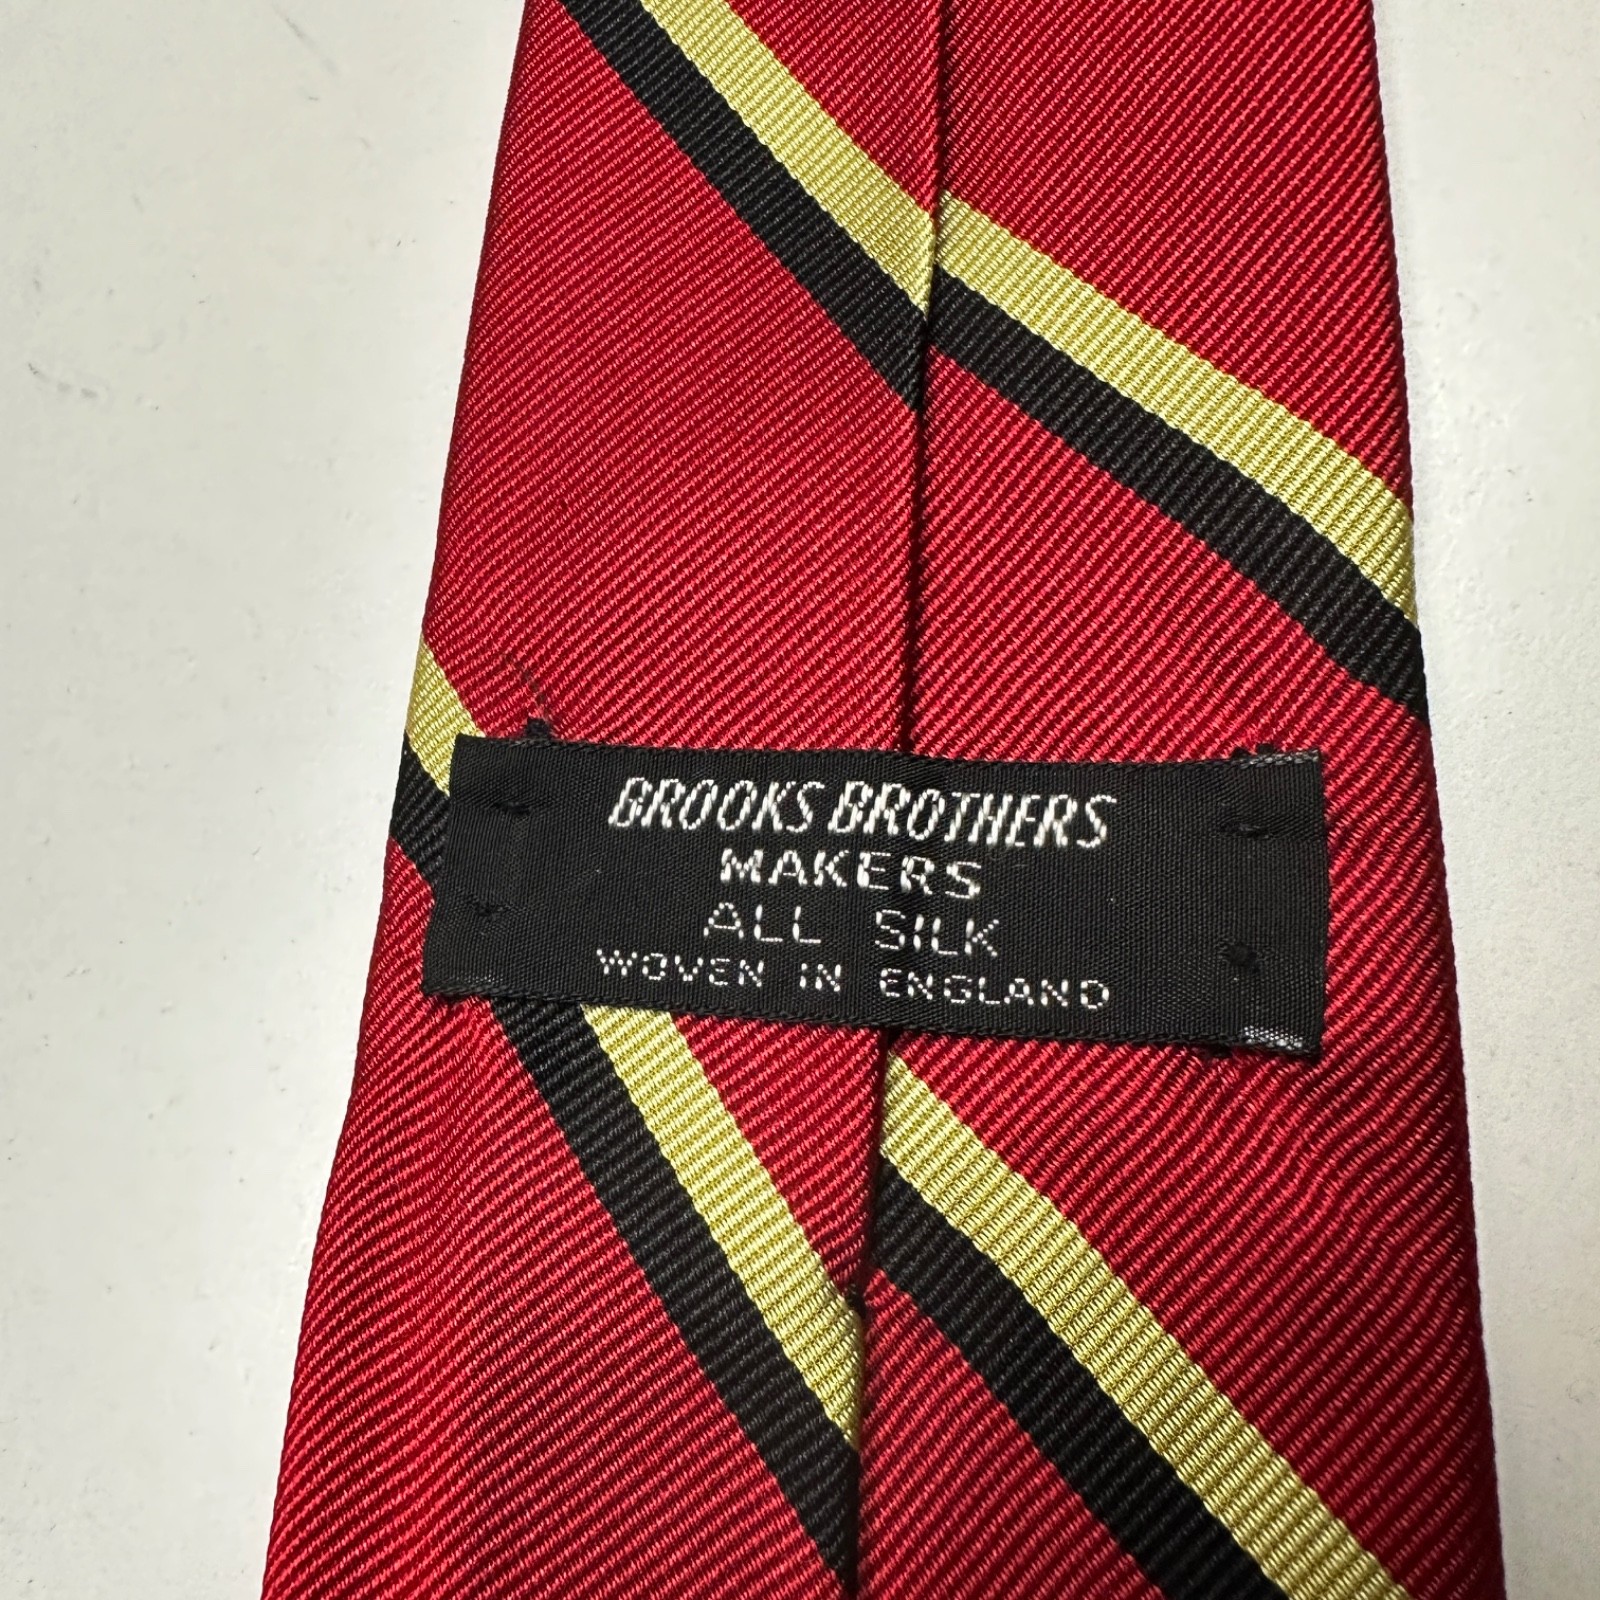 BROOKS BROTHERS
MAKERS
ALL SILK
WOVEN IN ENGLAND